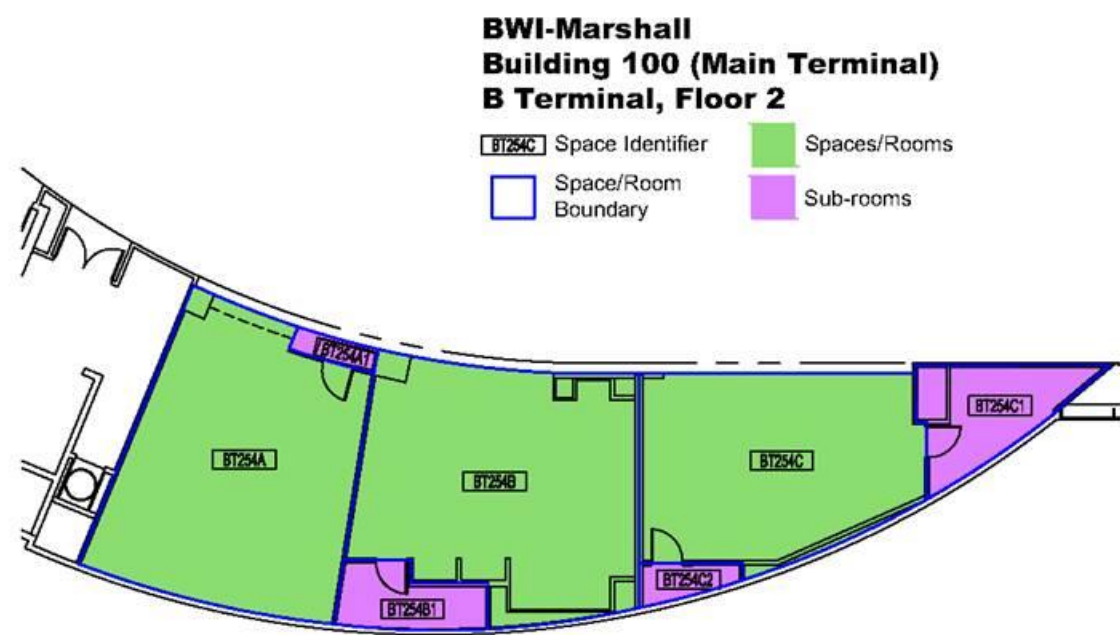 BWI-Marshall
Building 100 (Main Terminal)
B Terminal, Floor 2
BT254C Space Identifier
Spaces/Rooms
Space/Room
Boundary
Sub-rooms
BT254A1
BT254C1
BT254A
BT254B
BT254C
BT254C2
BT254B1